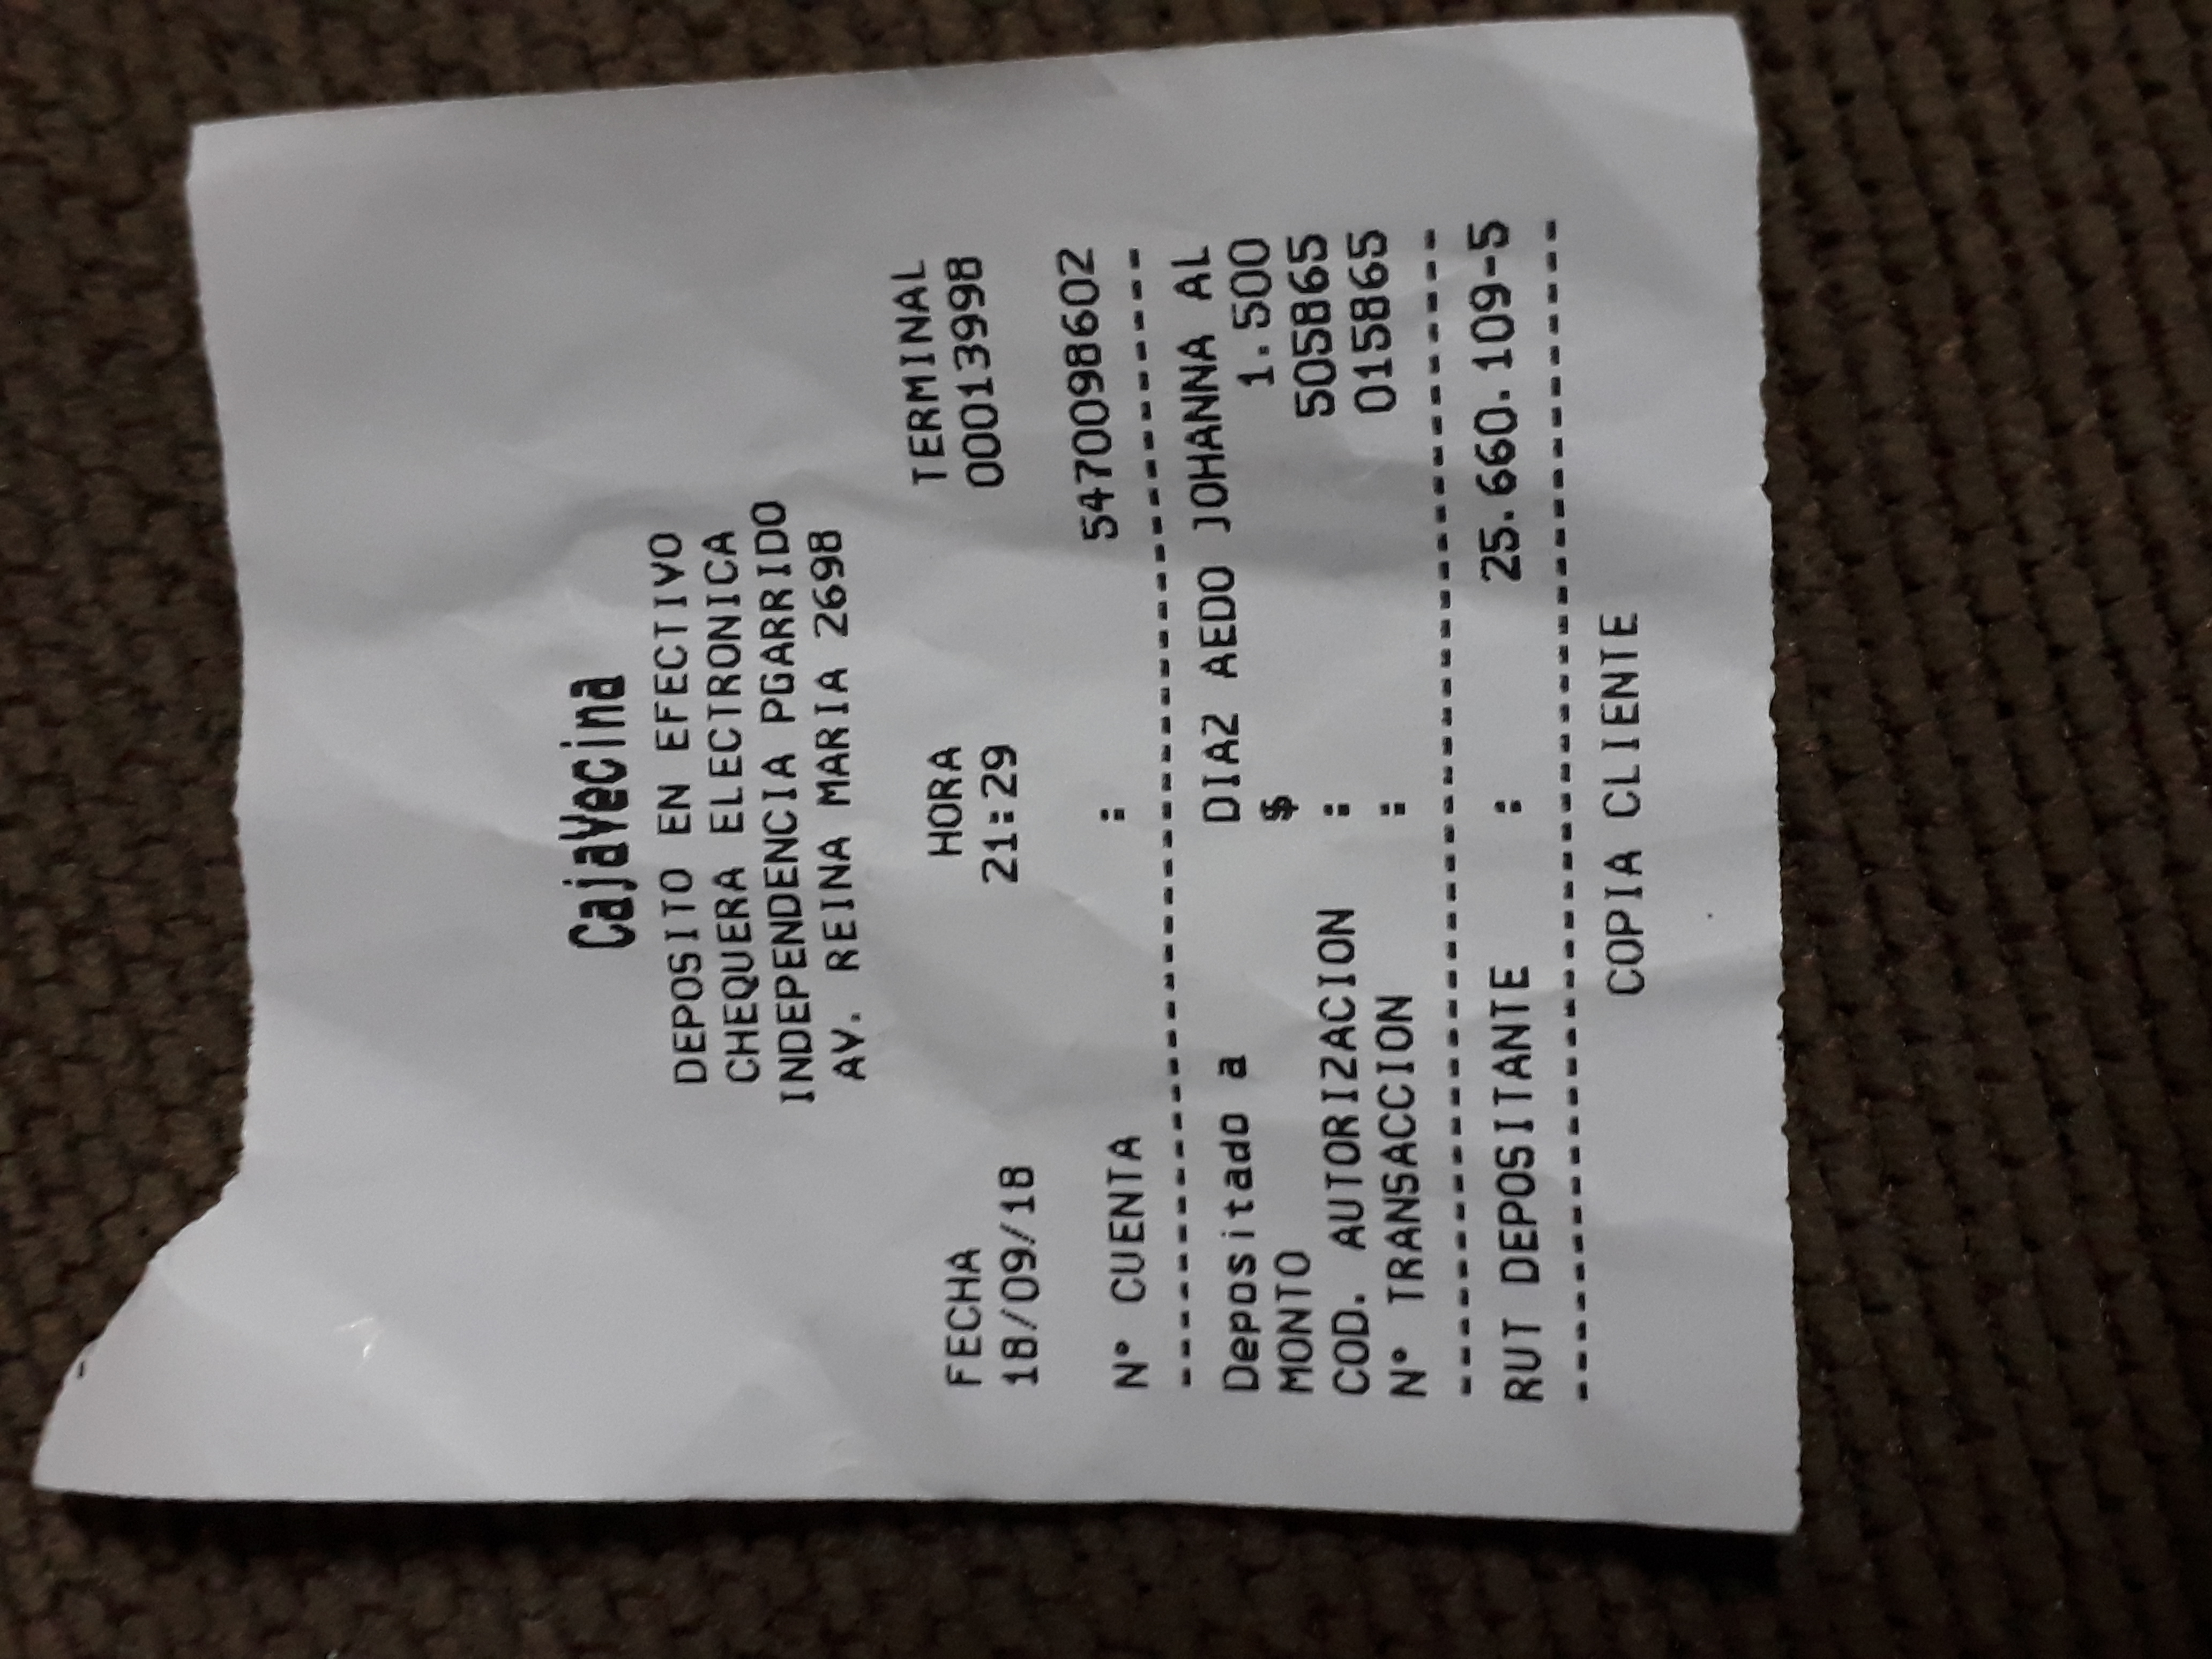 CajaVecina
DEPOSITO EN EFECTIVO
CHEQUERA ELECTRONICA
INDEPENDENCIA PGARRIDO
AV. REINA MARIA 2698
FECHA HORA TERMINAL
18/09/18 21:29 00013998
N° CUENTA : 5470098602
Depositado a DIAZ AEDO JOHANNA AL
MONTO $ 1.500
COD. AUTORIZACION : 505865
N° TRANSACCION : 015865
RUT DEPOSITANTE : 25.660.109-5
COPIA CLIENTE